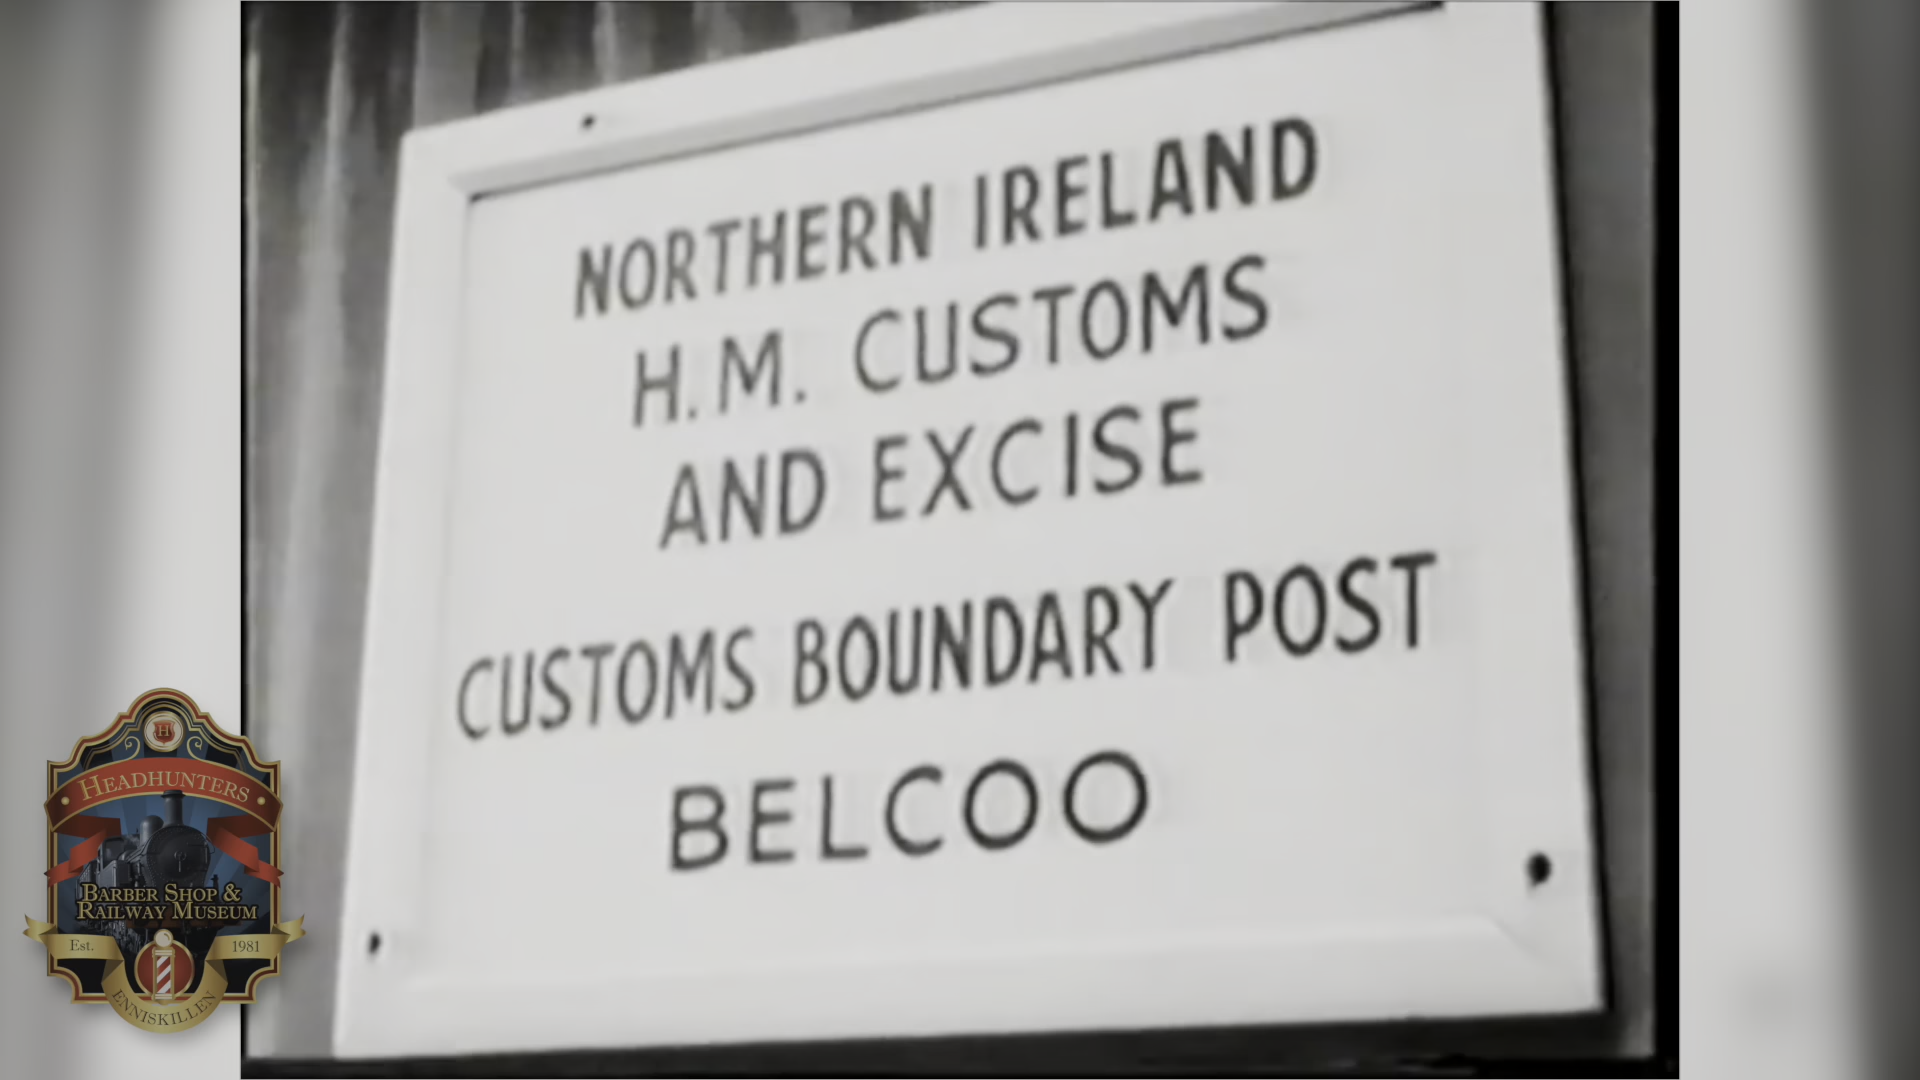 NORTHERN IRELAND
H.M. CUSTOMS
AND EXCISE
CUSTOMS BOUNDARY POST
BELCOO
H
HEADHUNTERS
BARBER SHOP &
RAILWAY MUSEUM
Est. 1981
ENNISKILLEN